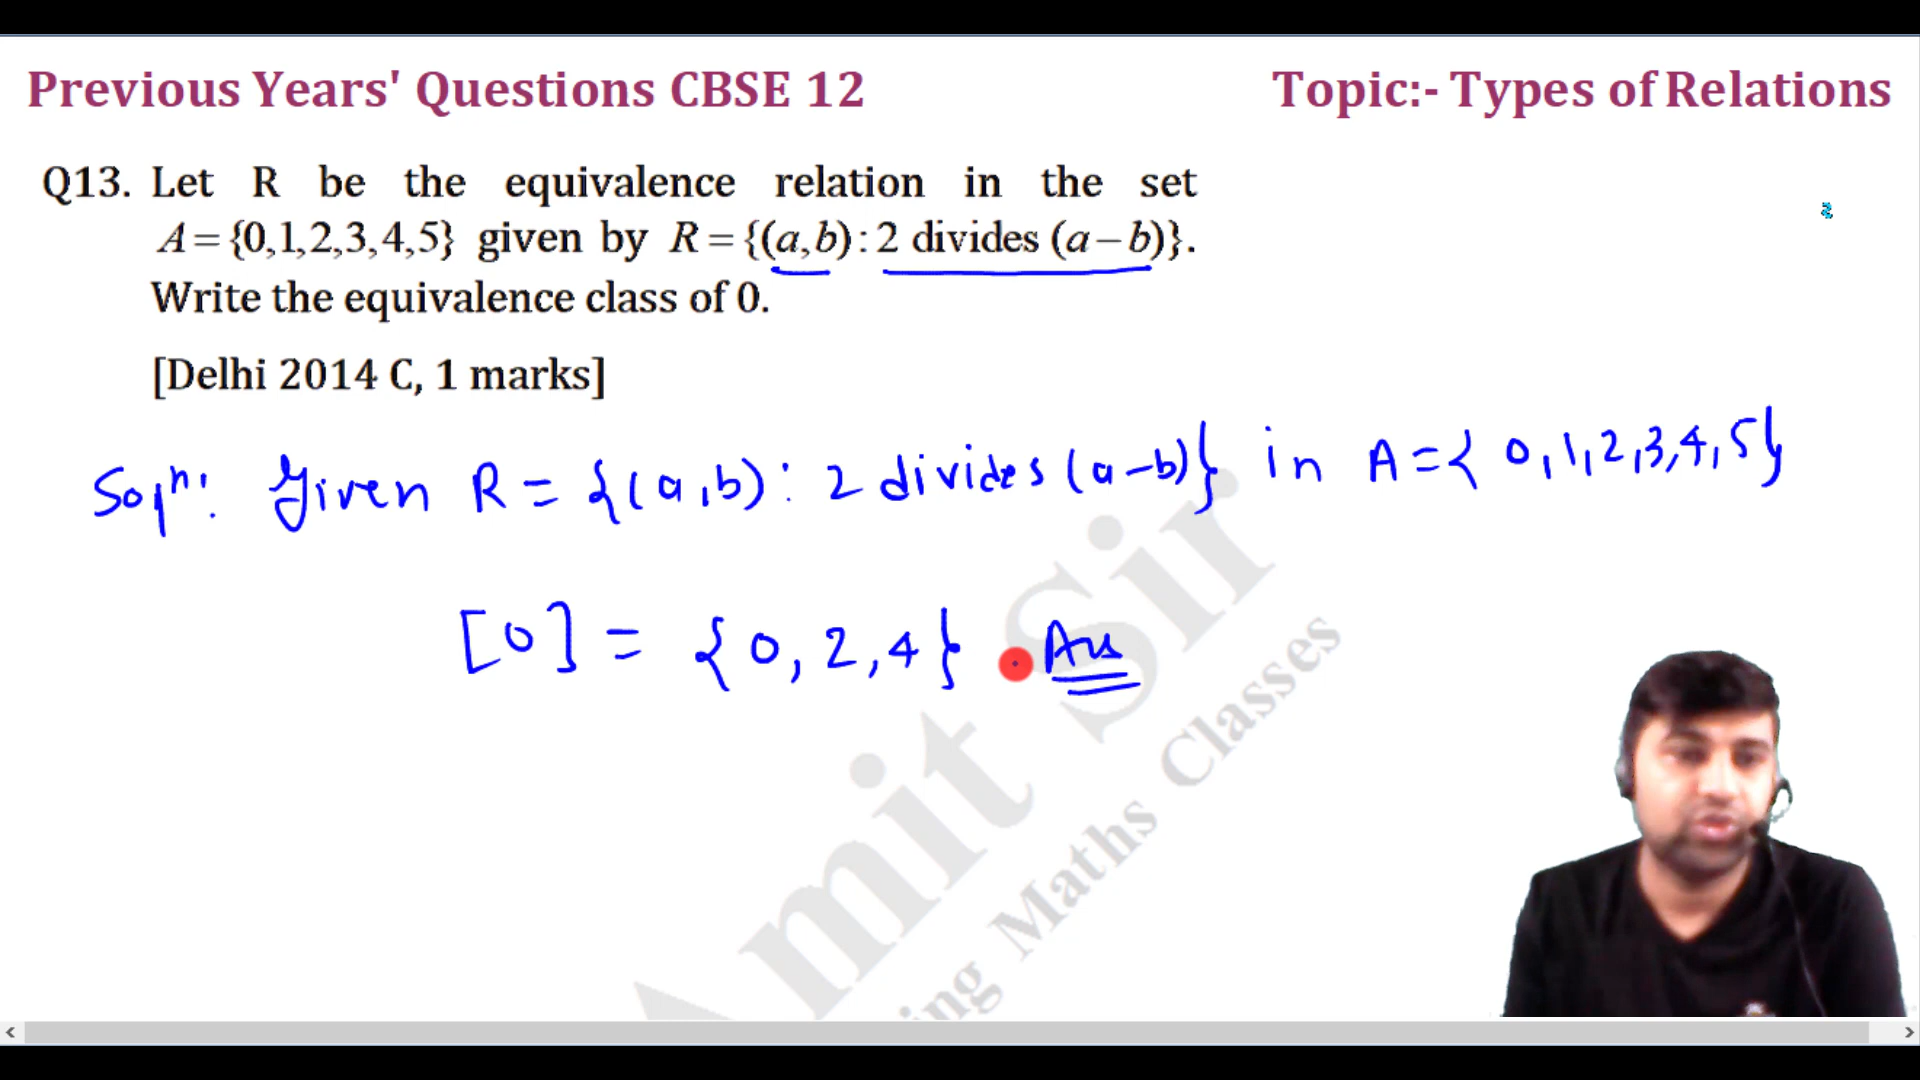 Previous Years' Questions CBSE 12
Topic:- Types of Relations
Q13. Let R be the equivalence relation in the set
A = {0,1,2,3,4,5} given by R = {(a,b) : 2 divides (a − b)}.
Write the equivalence class of 0.
[Delhi 2014 C, 1 marks]
Soln: Given R = {(a,b) : 2 divides (a-b)} in A = { 0,1,2,3,4,5}
[0] = {0, 2, 4} Ans
Amit Sir
ing Maths Classes